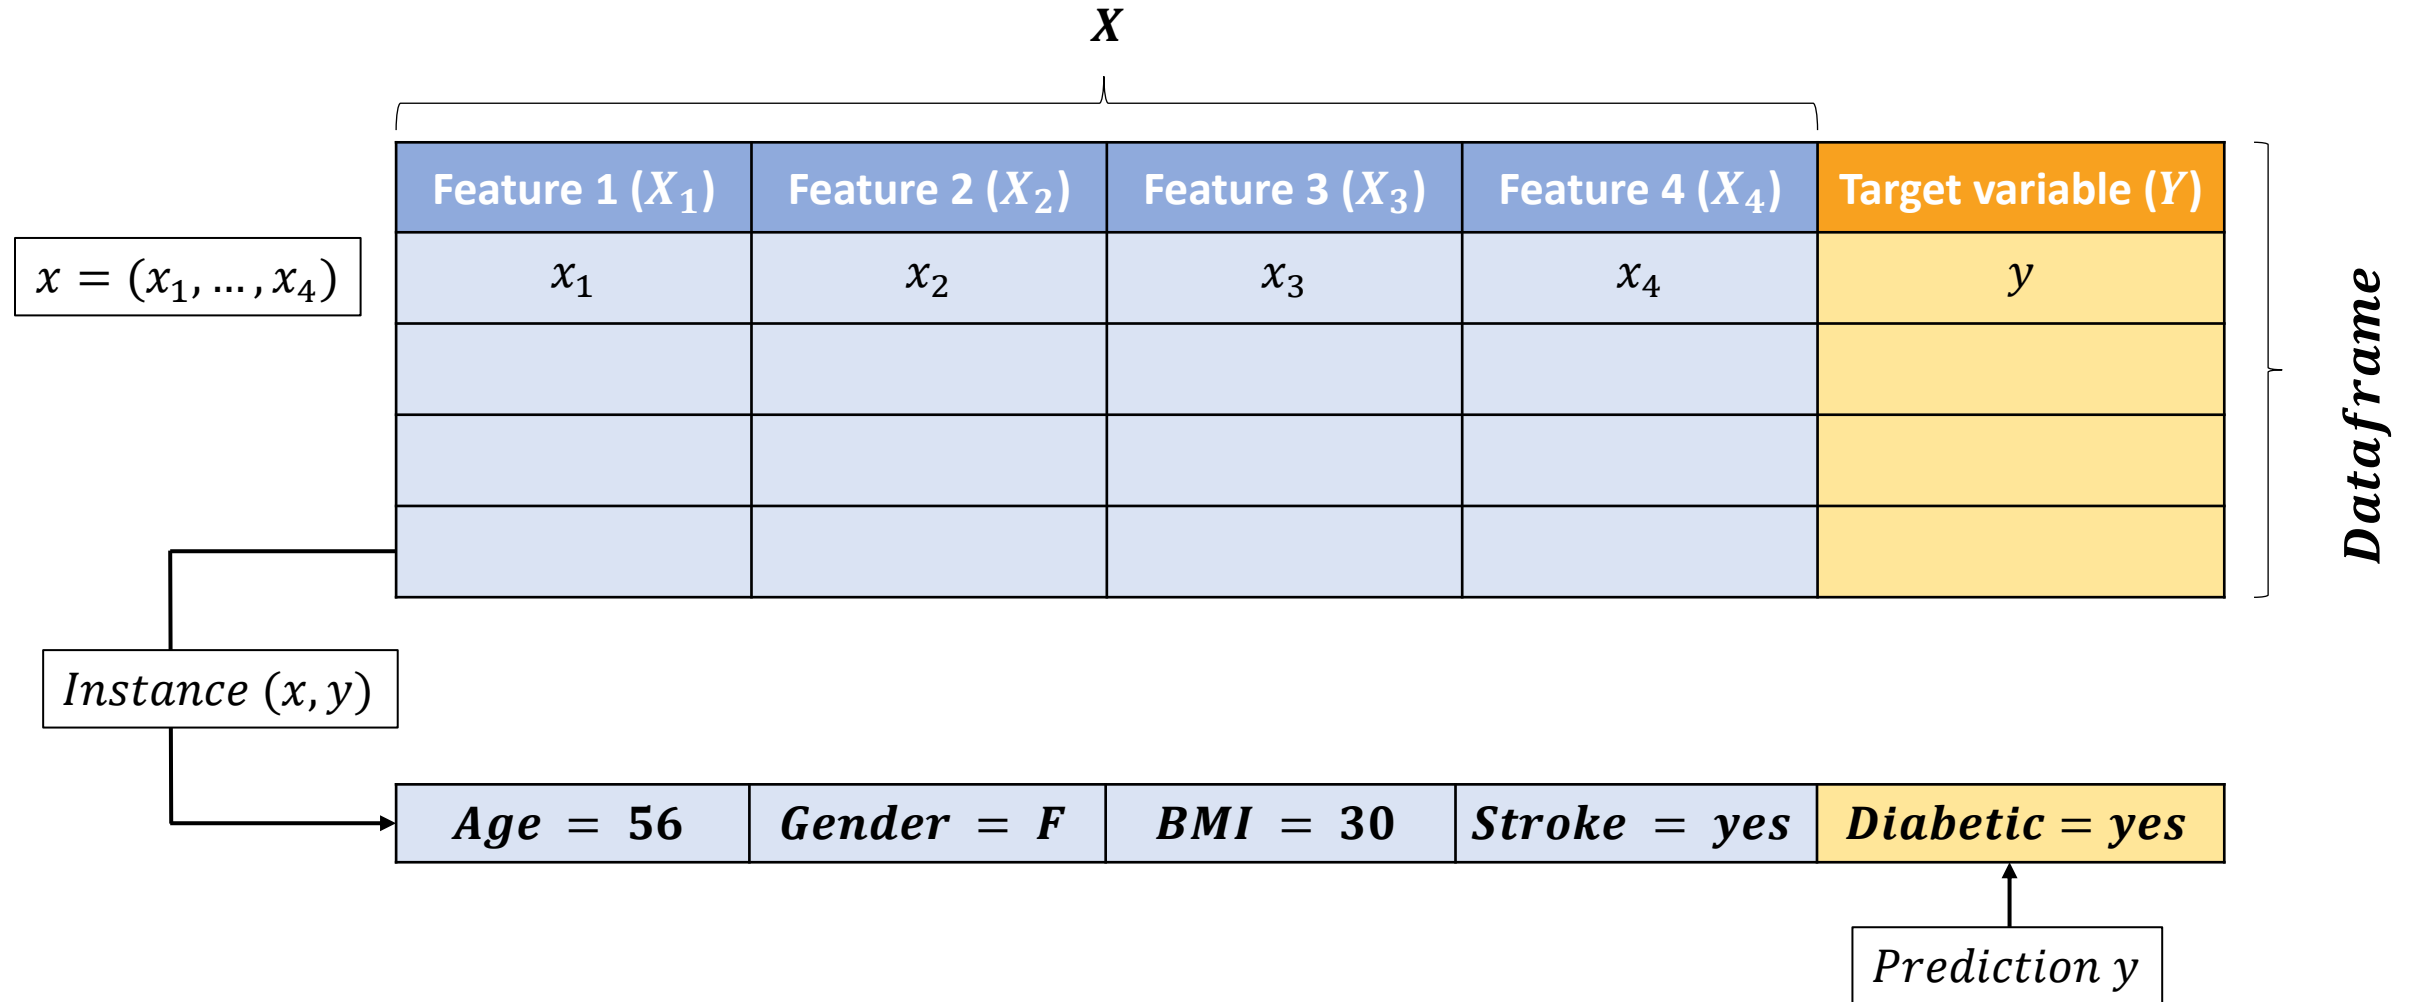 X
Feature 1 (X₁) Feature 2 (X₂) Feature 3 (X₃) Feature 4 (X₄) Target variable (Y)
x = (x₁, … , x₄)
x₁ x₂ x₃ x₄ y
Dataframe
Instance (x, y)
Age = 56 Gender = F BMI = 30 Stroke = yes Diabetic = yes
Prediction y